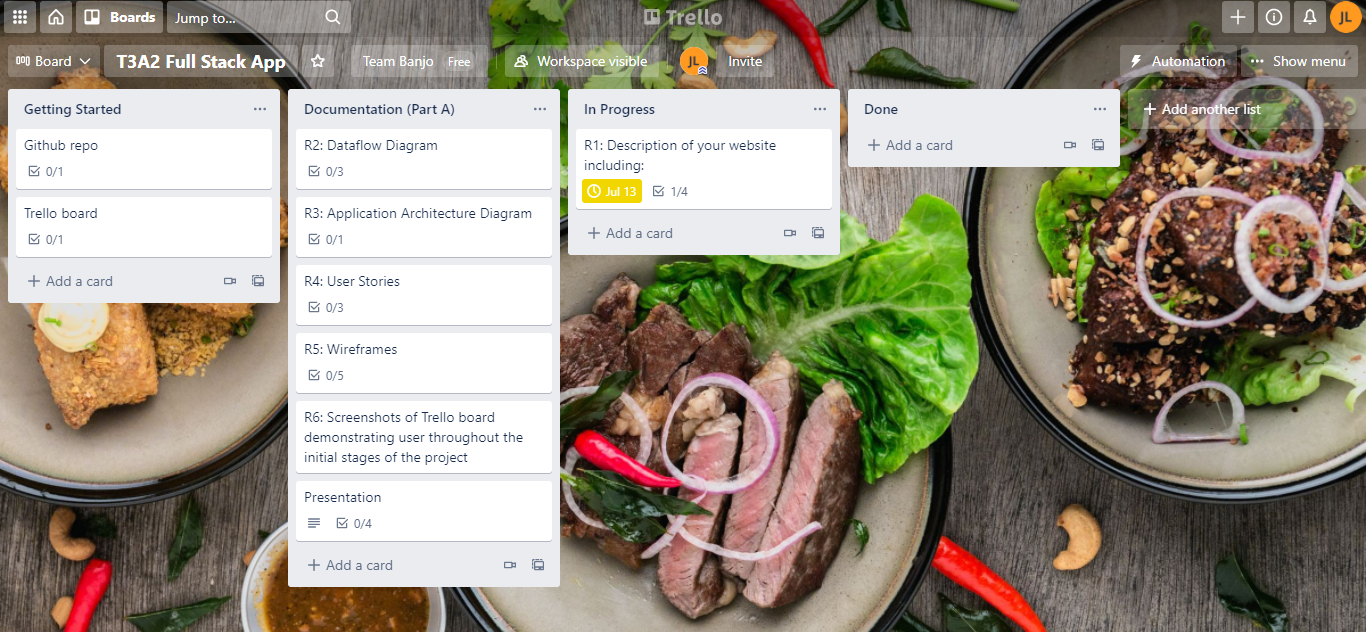 Boards
Jump to...
Trello
JL
Board
T3A2 Full Stack App
Team Banjo Free
Workspace visible
JL
Invite
Automation
Show menu
Getting Started
Github repo
0/1
Trello board
0/1
Add a card
Documentation (Part A)
R2: Dataflow Diagram
0/3
R3: Application Architecture Diagram
0/1
R4: User Stories
0/3
R5: Wireframes
0/5
R6: Screenshots of Trello board
demonstrating user throughout the
initial stages of the project
Presentation
0/4
Add a card
In Progress
R1: Description of your website
including:
Jul 13 1/4
Add a card
Done
Add a card
Add another list